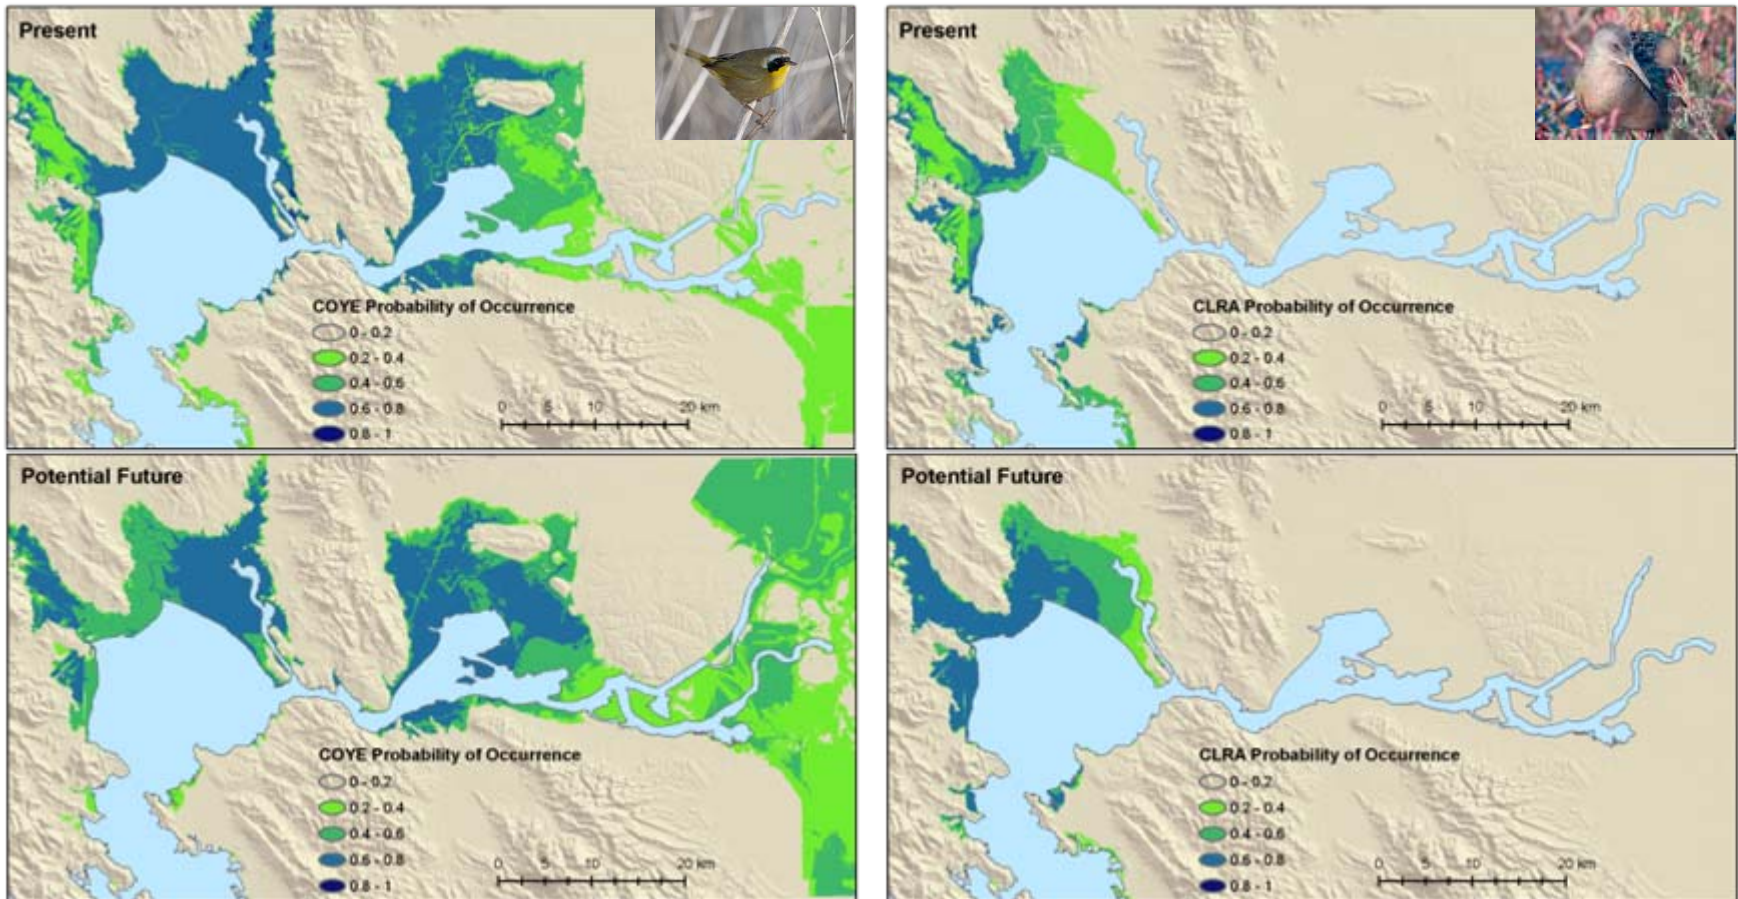 Present
COYE Probability of Occurrence
0 - 0.2
0.2 - 0.4
0.4 - 0.6
0.6 - 0.8
0.8 - 1
0 5 10 20 km
Present
CLRA Probability of Occurrence
0 - 0.2
0.2 - 0.4
0.4 - 0.6
0.6 - 0.8
0.8 - 1
0 5 10 20 km
Potential Future
COYE Probability of Occurrence
0 - 0.2
0.2 - 0.4
0.4 - 0.6
0.6 - 0.8
0.8 - 1
0 5 10 20 km
Potential Future
CLRA Probability of Occurrence
0 - 0.2
0.2 - 0.4
0.4 - 0.6
0.6 - 0.8
0.8 - 1
0 5 10 20 km